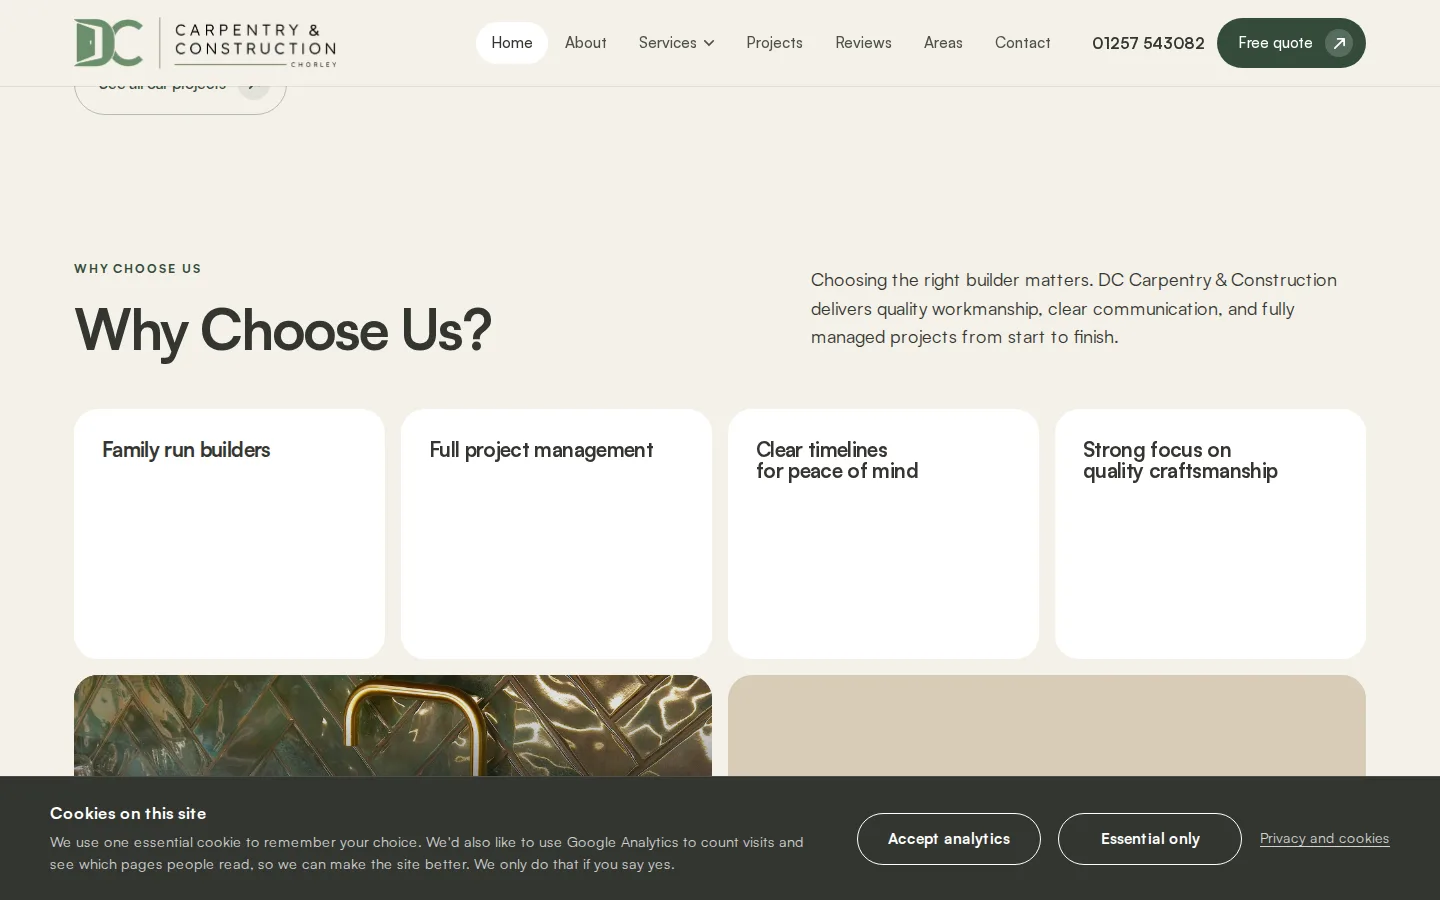 DC
CARPENTRY &
CONSTRUCTION
CHORLEY
Home
About
Services
Projects
Reviews
Areas
Contact
01257 543082
Free quote
See all our projects
WHY CHOOSE US
Why Choose Us?
Choosing the right builder matters. DC Carpentry & Construction
delivers quality workmanship, clear communication, and fully
managed projects from start to finish.
Family run builders
Full project management
Clear timelines
for peace of mind
Strong focus on
quality craftsmanship
Cookies on this site
We use one essential cookie to remember your choice. We'd also like to use Google Analytics to count visits and
see which pages people read, so we can make the site better. We only do that if you say yes.
Accept analytics
Essential only
Privacy and cookies